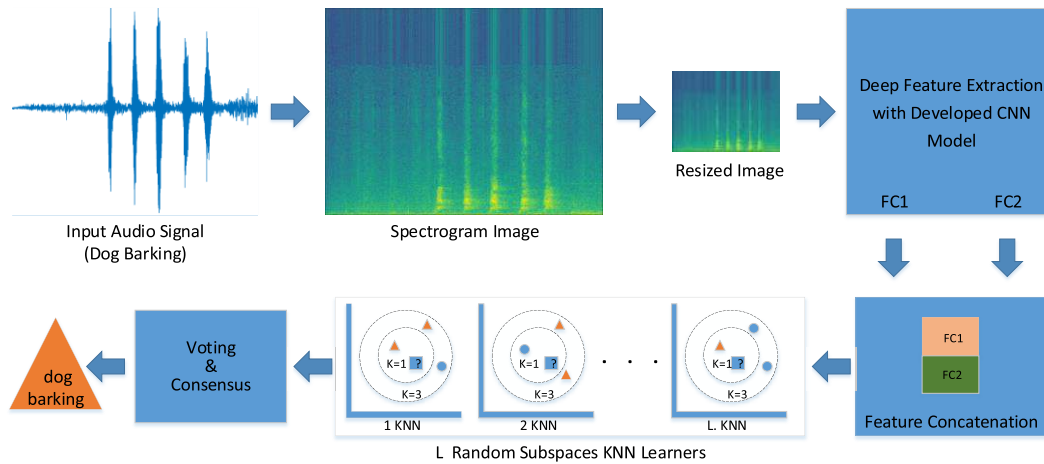 Input Audio Signal
(Dog Barking)
Spectrogram Image
Resized Image
Deep Feature Extraction
with Developed CNN
Model
FC1 FC2
FC1
FC2
Feature Concatenation
K=1 ?
K=3
1 KNN
K=1 ?
K=3
2 KNN
. . .
K=1 ?
K=3
L. KNN
L Random Subspaces KNN Learners
Voting
&
Consensus
dog
barking